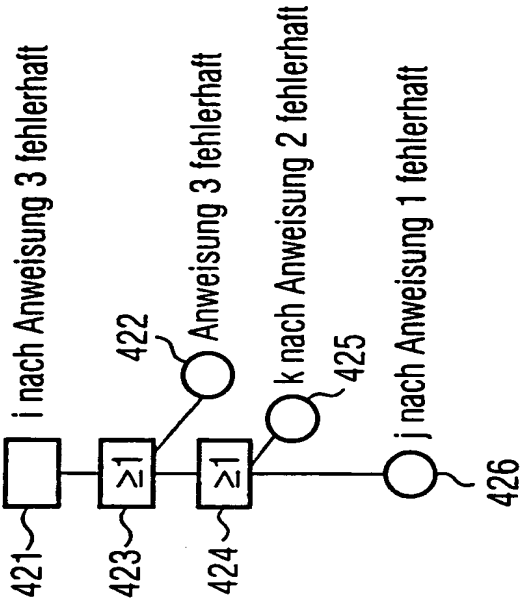 i nach Anweisung 3 fehlerhaft
421
≥1
423
422
Anweisung 3 fehlerhaft
≥1
424
k nach Anweisung 2 fehlerhaft
425
j nach Anweisung 1 fehlerhaft
426